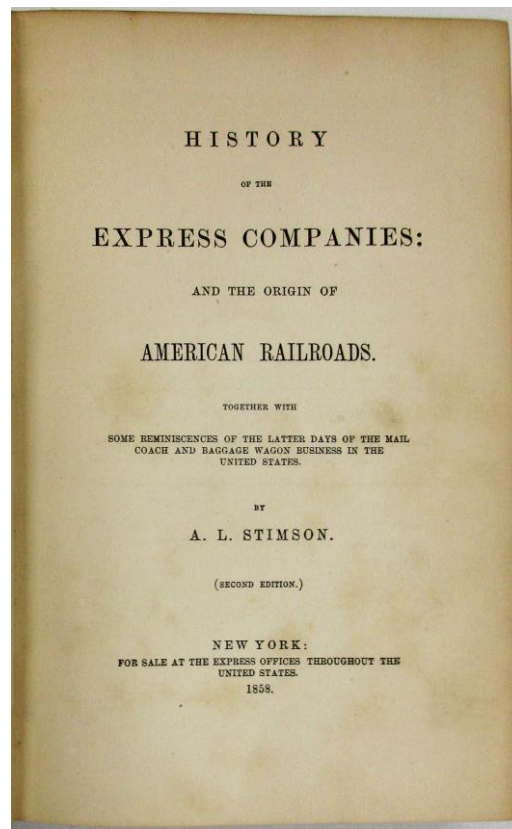 HISTORY
OF THE
EXPRESS COMPANIES:
AND THE ORIGIN OF
AMERICAN RAILROADS.
TOGETHER WITH
SOME REMINISCENCES OF THE LATTER DAYS OF THE MAIL
COACH AND BAGGAGE WAGON BUSINESS IN THE
UNITED STATES.
BY
A. L. STIMSON.
(SECOND EDITION.)
NEW YORK:
FOR SALE AT THE EXPRESS OFFICES THROUGHOUT THE
UNITED STATES.
1858.